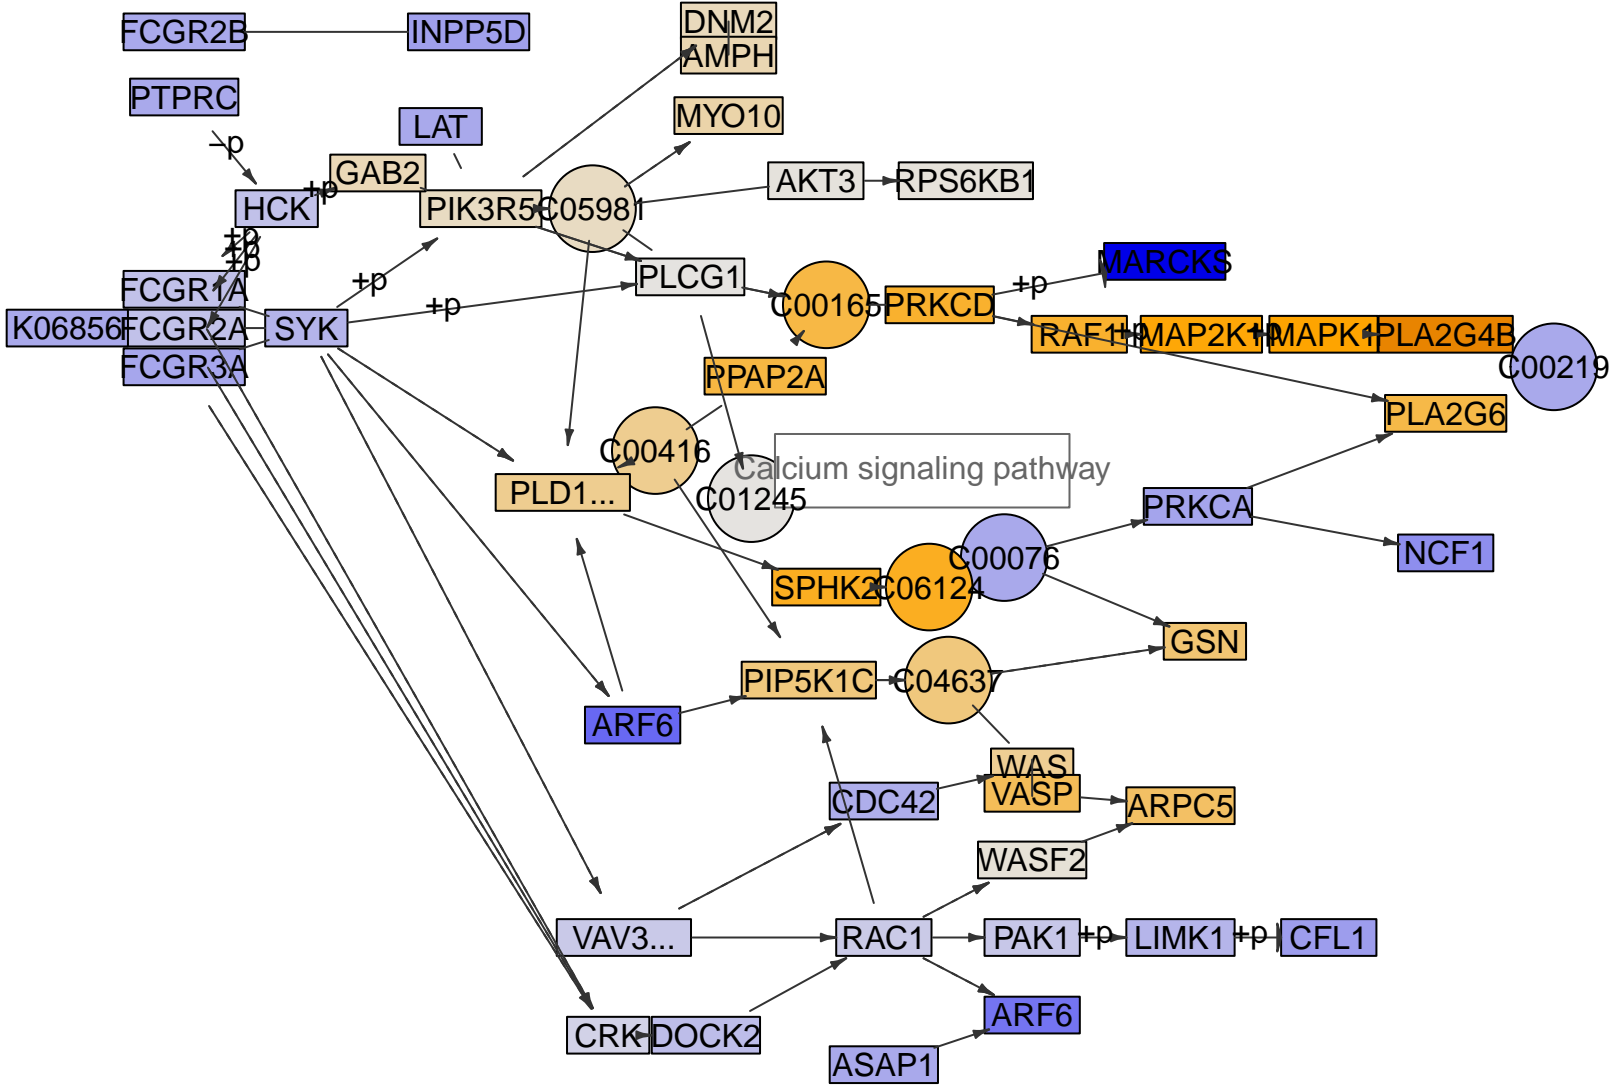 DNM2
FCGR2B
INPP5D
AMPH
PTPRC
MYO10
LAT
–p
GAB2
AKT3
RPS6KB1
+p
HCK
PIK3R5
C05981
+p
+p
+p
MARCKS
PLCG1
+p
+p
+p
FCGR1A
C00165
PRKCD
K06856
FCGR2A
SYK
RAF1
+p
MAP2K1
+p
MAPK1
PLA2G4B
FCGR3A
C00219
PPAP2A
PLA2G6
C00416
Calcium signaling pathway
PLD1...
C01245
PRKCA
NCF1
C00076
SPHK2
C06124
GSN
PIP5K1C
C04637
ARF6
WAS
CDC42
VASP
ARPC5
WASF2
VAV3...
RAC1
PAK1
+p
LIMK1
+p
CFL1
ARF6
CRK
DOCK2
ASAP1